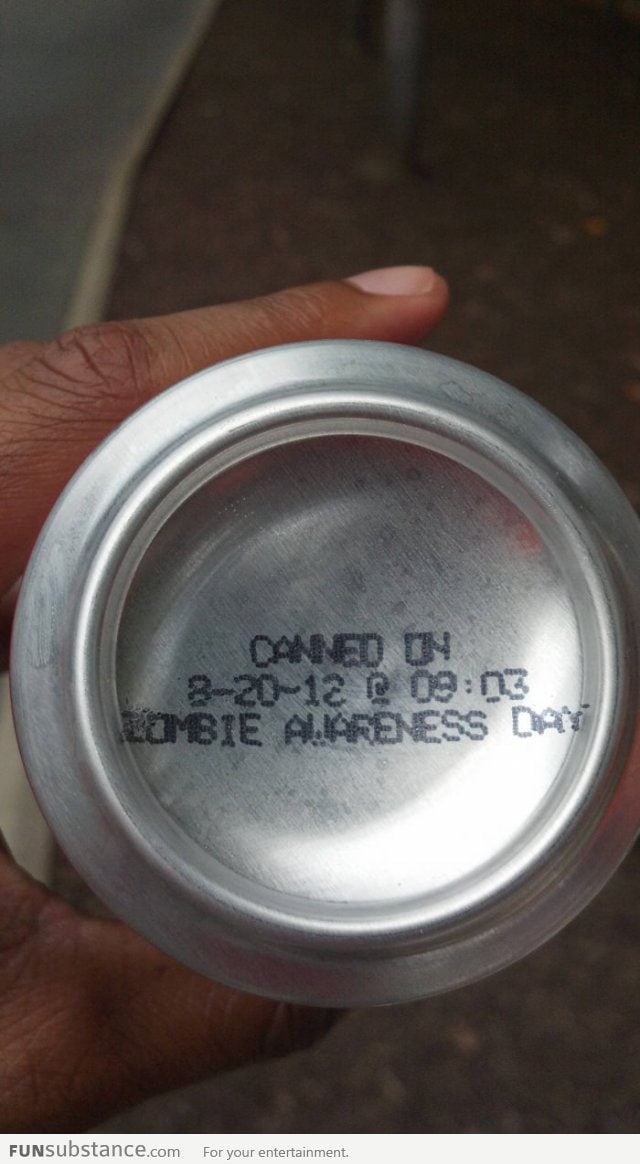 CANNED ON
8-20-12 @ 09:03
ZOMBIE AWARENESS DAY
FUNsubstance.com For your entertainment.